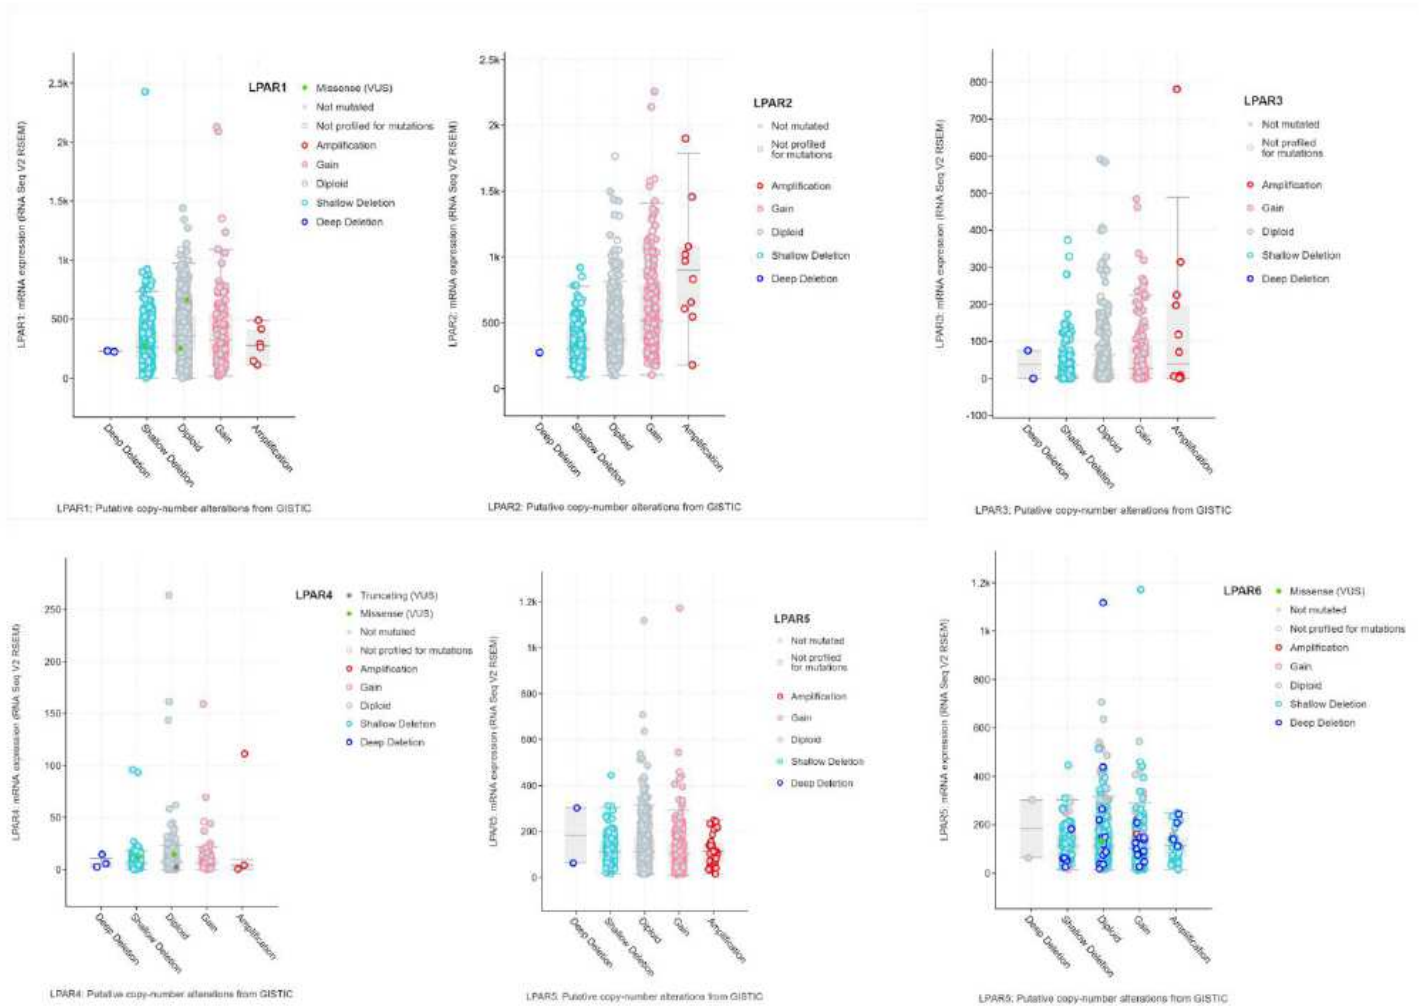 LPAR1: mRNA expression (RNA Seq V2 RSEM)
2.5k
2k
1.5k
1k
500
0
Deep Deletion
Shallow Deletion
Diploid
Gain
Amplification
LPAR1: Putative copy-number alterations from GISTIC
LPAR1
Missense (VUS)
Not mutated
Not profiled for mutations
Amplification
Gain
Diploid
Shallow Deletion
Deep Deletion
LPAR2: mRNA expression (RNA Seq V2 RSEM)
2.5k
2k
1.5k
1k
500
0
Deep Deletion
Shallow Deletion
Diploid
Gain
Amplification
LPAR2: Putative copy-number alterations from GISTIC
LPAR2
Not mutated
Not profiled
for mutations
Amplification
Gain
Diploid
Shallow Deletion
Deep Deletion
LPAR3: mRNA expression (RNA Seq V2 RSEM)
800
700
600
500
400
300
200
100
0
-100
Deep Deletion
Shallow Deletion
Diploid
Gain
Amplification
LPAR3: Putative copy-number alterations from GISTIC
LPAR3
Not mutated
Not profiled
for mutations
Amplification
Gain
Diploid
Shallow Deletion
Deep Deletion
LPAR4: mRNA expression (RNA Seq V2 RSEM)
250
200
150
100
50
0
Deep Deletion
Shallow Deletion
Diploid
Gain
Amplification
LPAR4: Putative copy-number alterations from GISTIC
LPAR4
Truncating (VUS)
Missense (VUS)
Not mutated
Not profiled for mutations
Amplification
Gain
Diploid
Shallow Deletion
Deep Deletion
LPAR5: mRNA expression (RNA Seq V2 RSEM)
1.2k
1k
800
600
400
200
0
Deep Deletion
Shallow Deletion
Diploid
Gain
Amplification
LPAR5: Putative copy-number alterations from GISTIC
LPAR5
Not mutated
Not profiled
for mutations
Amplification
Gain
Diploid
Shallow Deletion
Deep Deletion
LPAR5: mRNA expression (RNA Seq V2 RSEM)
1.2k
1k
800
600
400
200
0
Deep Deletion
Shallow Deletion
Diploid
Gain
Amplification
LPAR5: Putative copy-number alterations from GISTIC
LPAR6
Missense (VUS)
Not mutated
Not profiled for mutations
Amplification
Gain
Diploid
Shallow Deletion
Deep Deletion